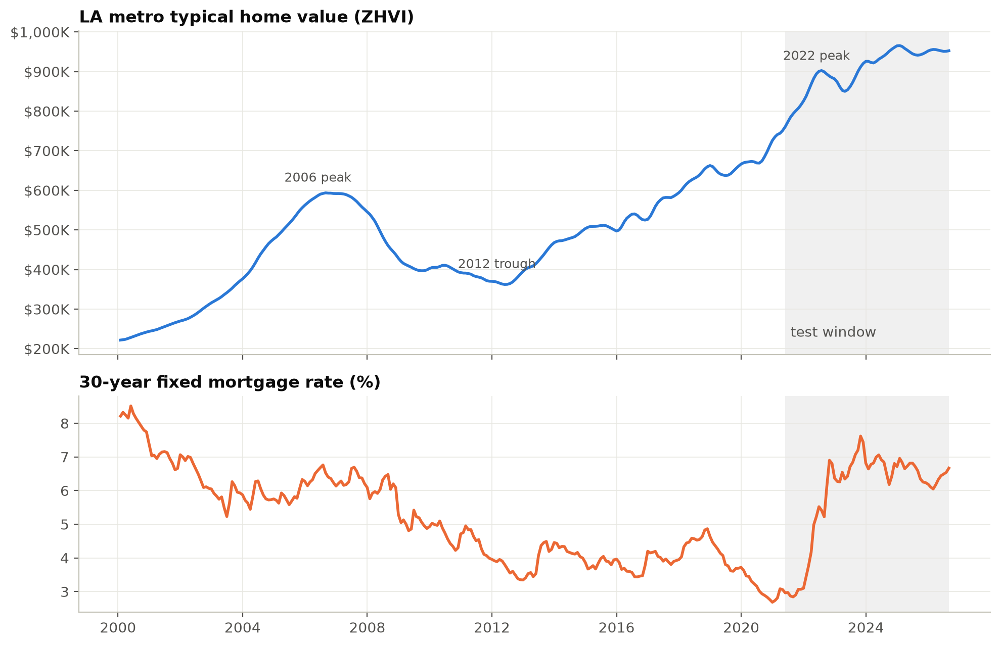 LA metro typical home value (ZHVI)
$1,000K
$900K
$800K
$700K
$600K
$500K
$400K
$300K
$200K
2022 peak
2006 peak
2012 trough
test window
30-year fixed mortgage rate (%)
8
7
6
5
4
3
2000 2004 2008 2012 2016 2020 2024